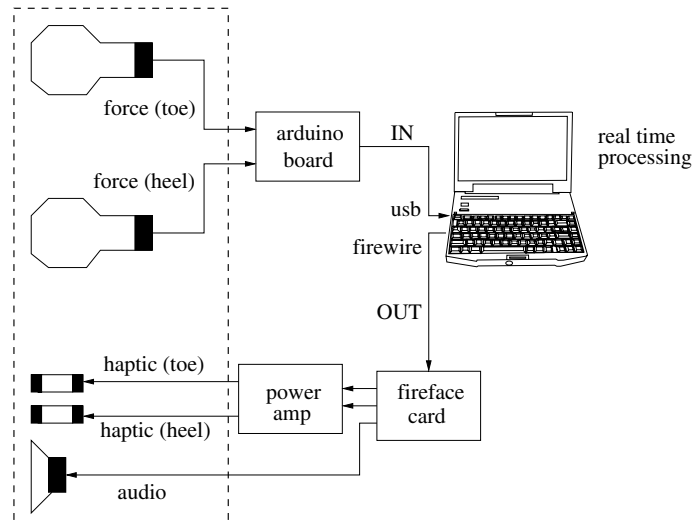 force (toe)
arduino
board
IN
real time
processing
force (heel)
usb
firewire
OUT
haptic (toe)
power
amp
fireface
card
haptic (heel)
audio